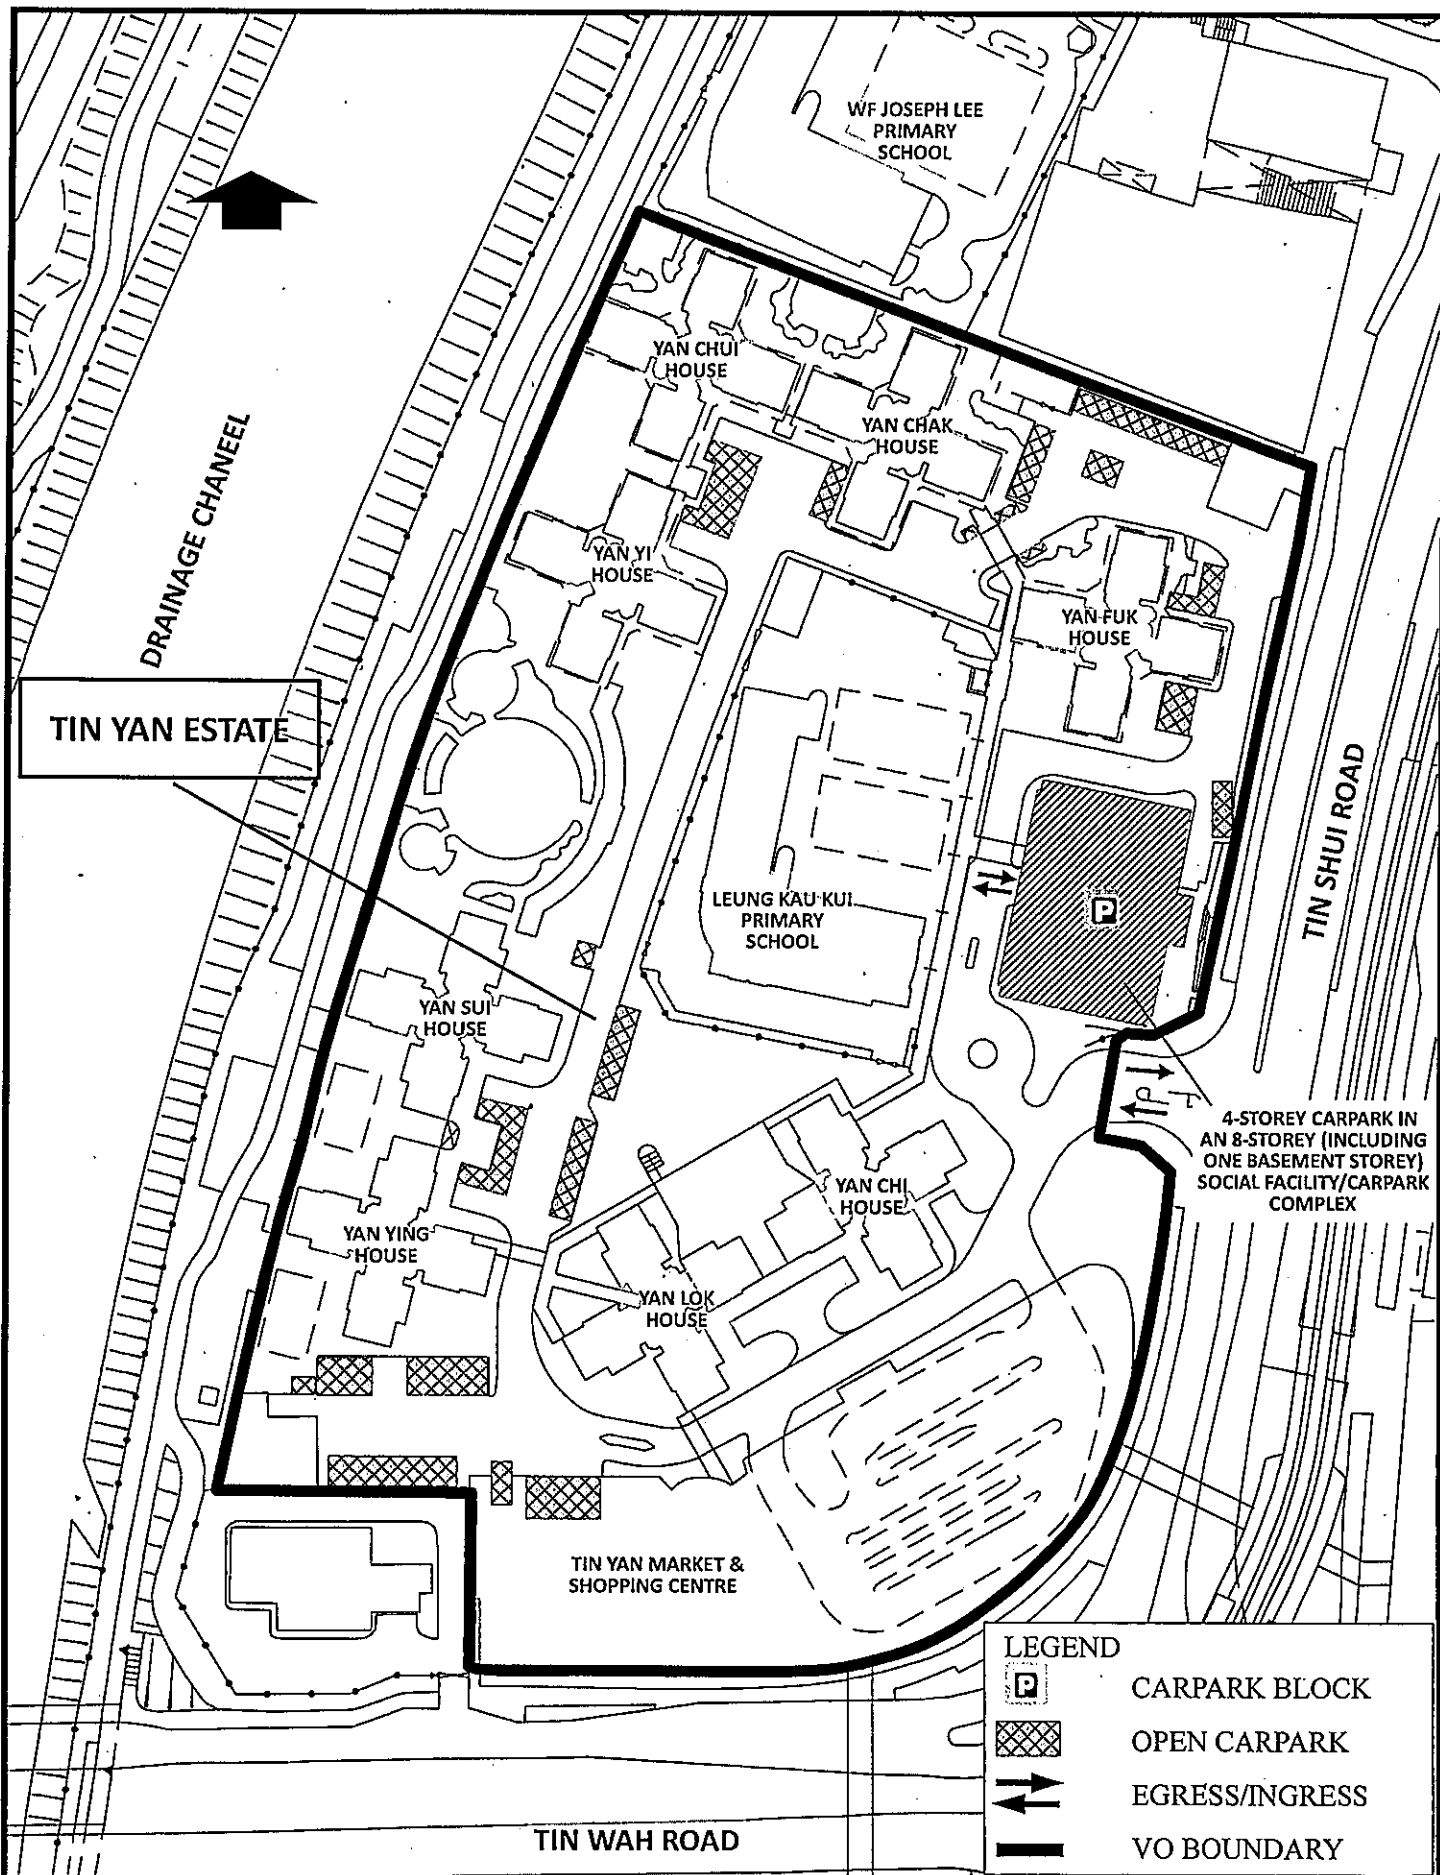 WF JOSEPH LEE
PRIMARY
SCHOOL
YAN CHUI
HOUSE
YAN CHAK
HOUSE
DRAINAGE CHANEEL
YAN YI
HOUSE
YAN FUK
HOUSE
TIN YAN ESTATE
TIN SHUI ROAD
LEUNG KAU KUI
PRIMARY
SCHOOL
P
YAN SUI
HOUSE
4-STOREY CARPARK IN
AN 8-STOREY (INCLUDING
ONE BASEMENT STOREY)
SOCIAL FACILITY/CARPARK
COMPLEX
YAN CHI
HOUSE
YAN YING
HOUSE
YAN LOK
HOUSE
TIN YAN MARKET &
SHOPPING CENTRE
LEGEND
P CARPARK BLOCK
OPEN CARPARK
EGRESS/INGRESS
VO BOUNDARY
TIN WAH ROAD